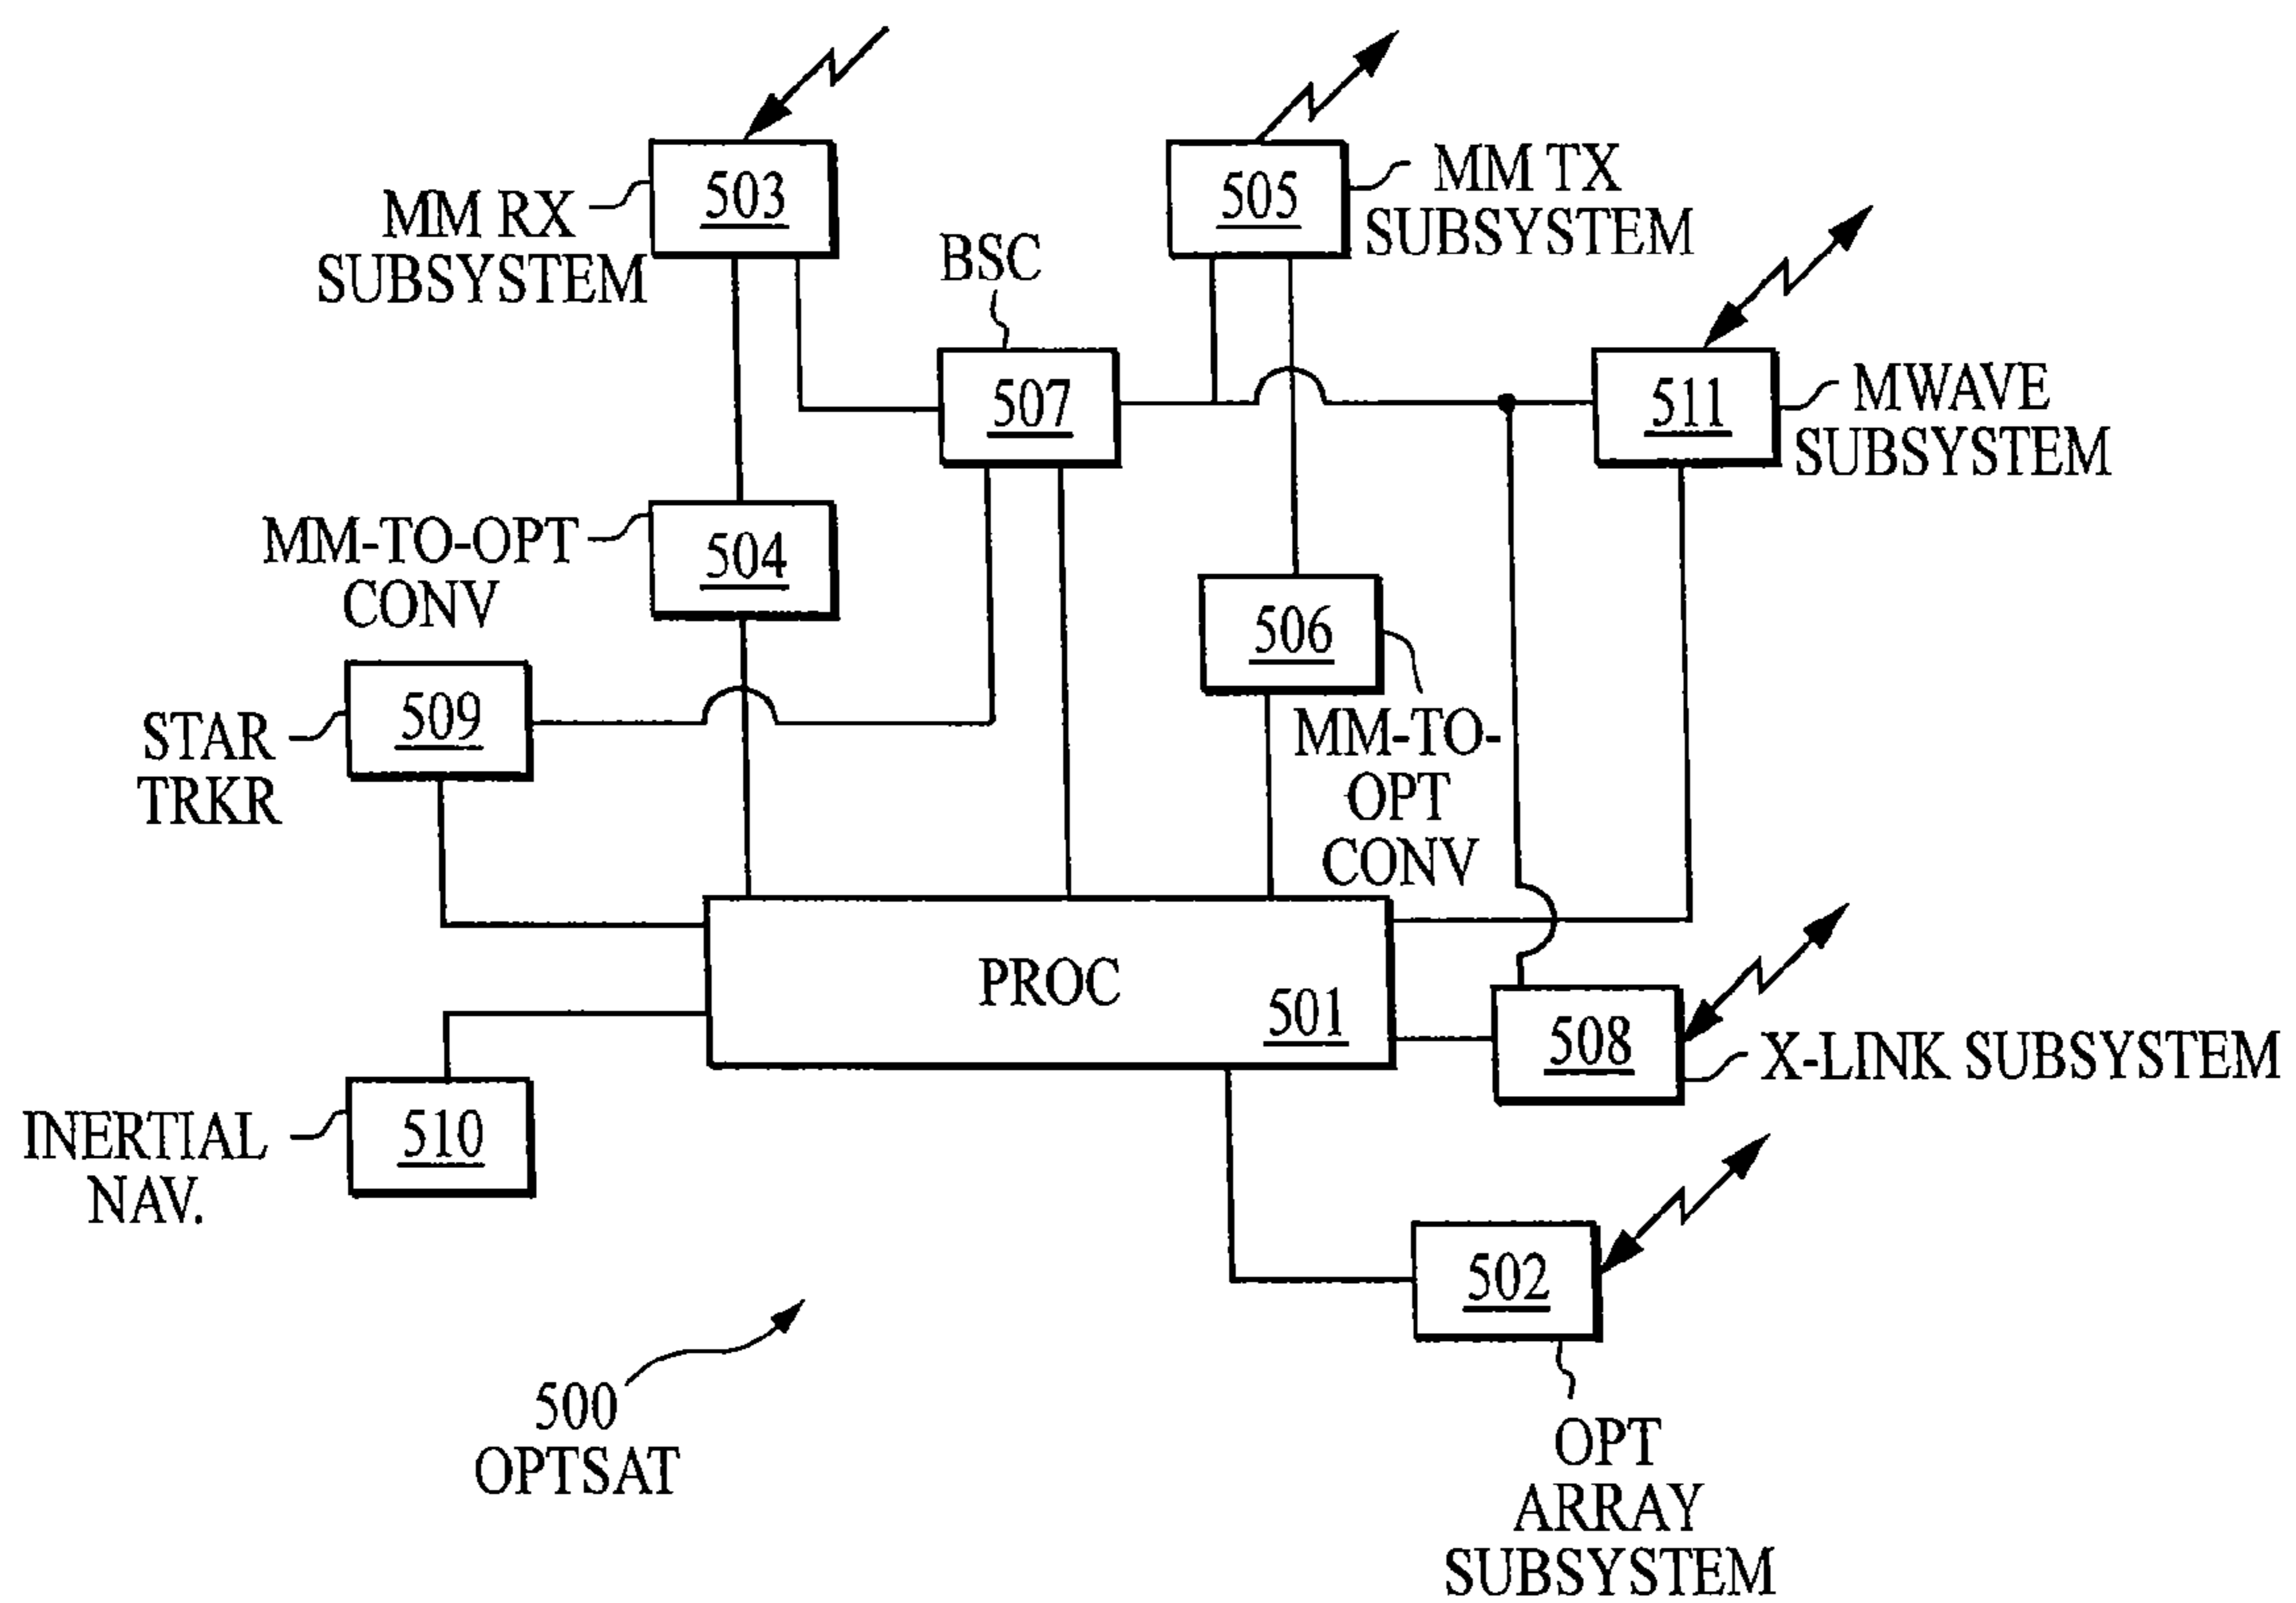 503
505
MM TX
SUBSYSTEM
MM RX
SUBSYSTEM
BSC
507
511
MWAVE
SUBSYSTEM
MM-TO-OPT
CONV
504
506
MM-TO-
OPT
CONV
509
STAR
TRKR
PROC
501
508
X-LINK SUBSYSTEM
INERTIAL
NAV.
510
502
OPT
ARRAY
SUBSYSTEM
500
OPTSAT